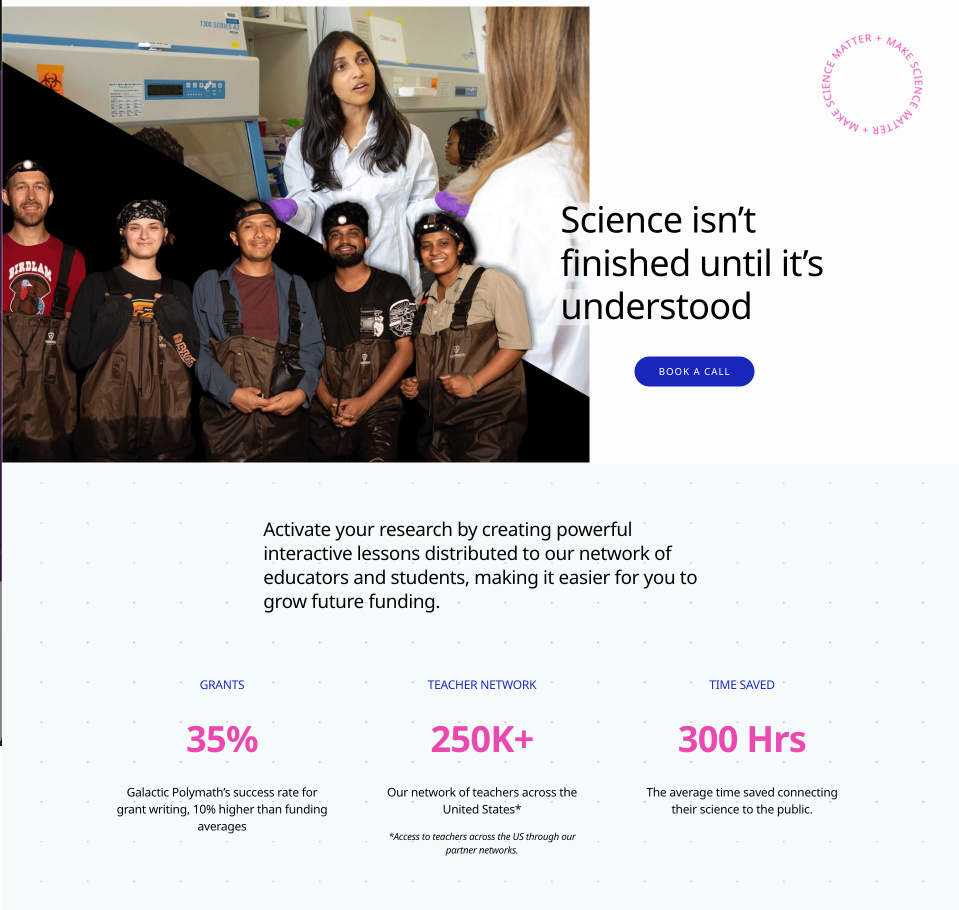 1300 SERIES A2
MAKE SCIENCE MATTER + MAKE SCIENCE MATTER +
BIRDLAND
Science isn’t
finished until it’s
understood
BOOK A CALL
Activate your research by creating powerful
interactive lessons distributed to our network of
educators and students, making it easier for you to
grow future funding.
GRANTS
35%
Galactic Polymath’s success rate for
grant writing, 10% higher than funding
averages
TEACHER NETWORK
250K+
Our network of teachers across the
United States*
*Access to teachers across the US through our
partner networks.
TIME SAVED
300 Hrs
The average time saved connecting
their science to the public.